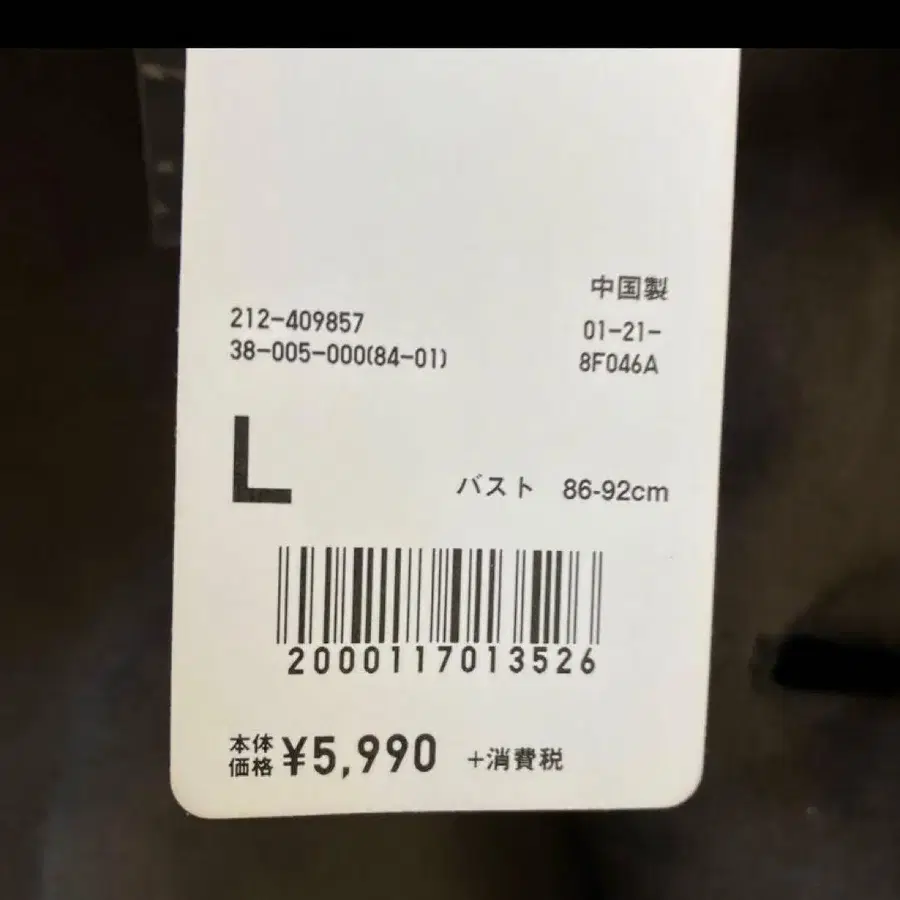 中国製
212-409857
01-21-
38-005-000(84-01)
8F046A
L
バスト 86-92cm
2000117013526
本体価格 ¥5,990 +消費税